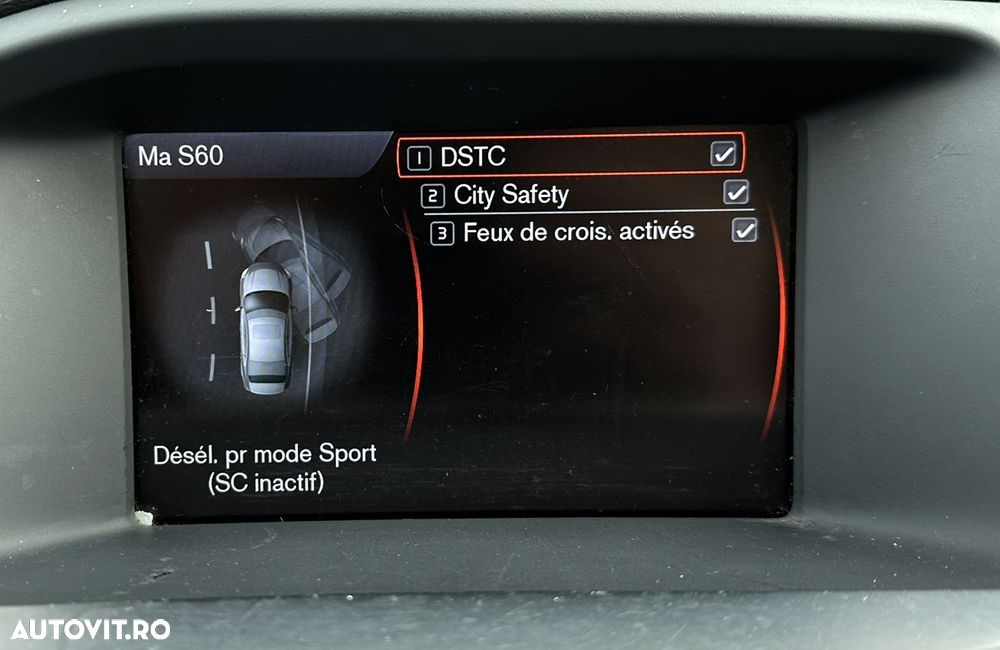 Ma S60
1 DSTC
2 City Safety
3 Feux de crois. activés
Désél. pr mode Sport
(SC inactif)
AUTOVIT.RO